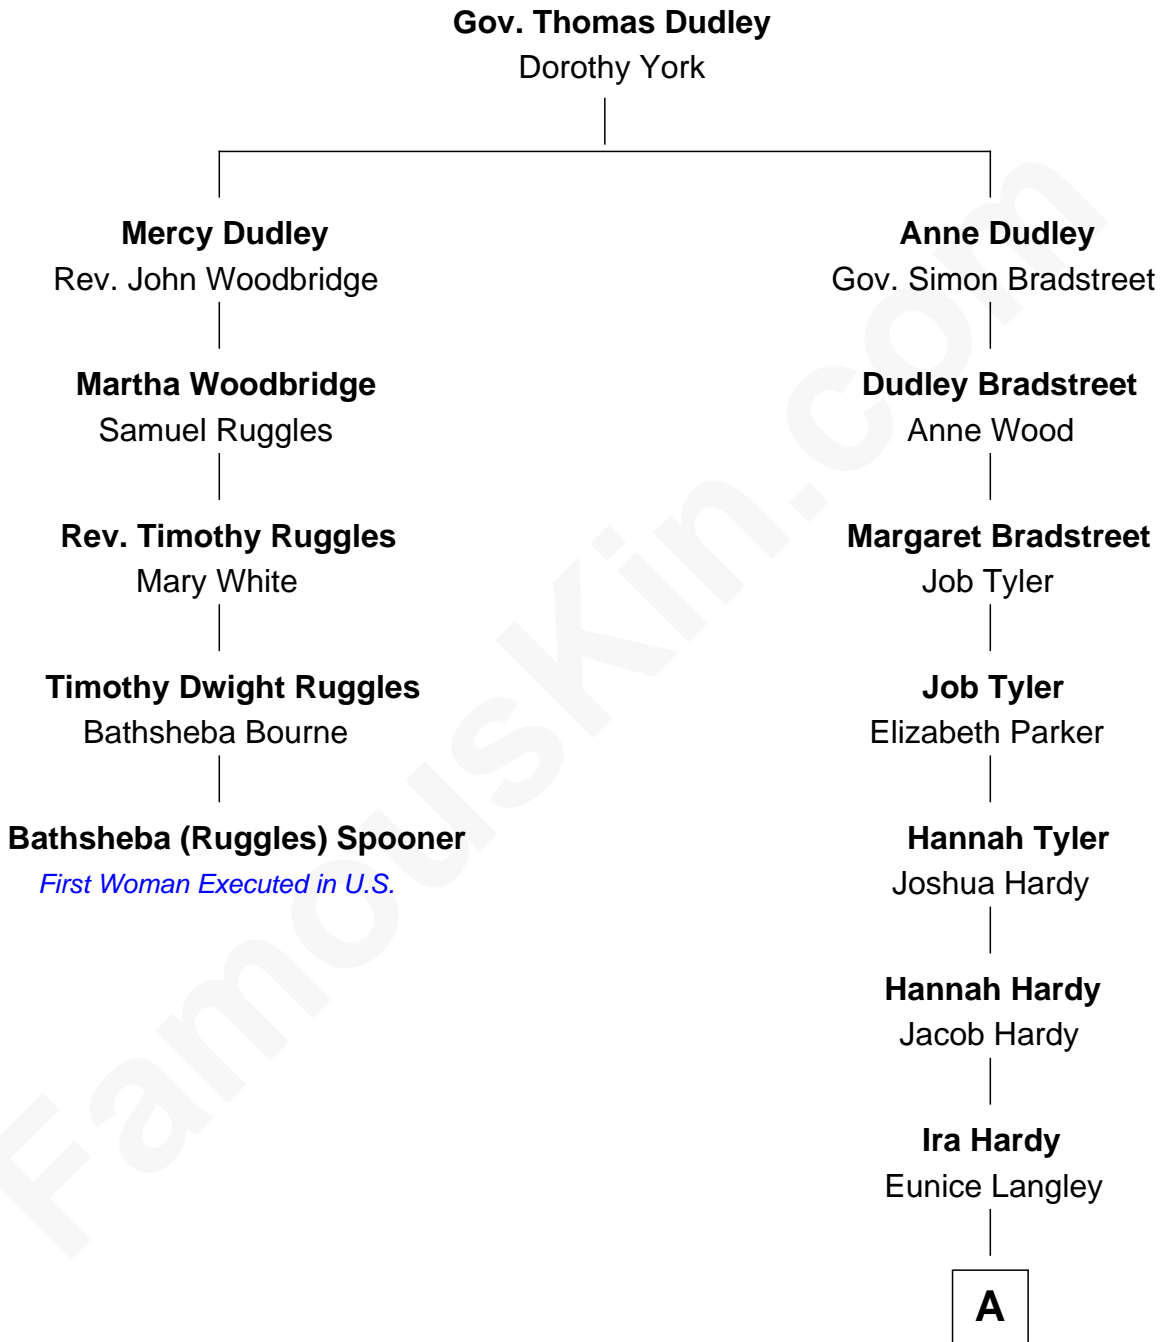 Gov. Thomas Dudley
Dorothy York
Mercy Dudley
Rev. John Woodbridge
Martha Woodbridge
Samuel Ruggles
Rev. Timothy Ruggles
Mary White
Timothy Dwight Ruggles
Bathsheba Bourne
Bathsheba (Ruggles) Spooner
First Woman Executed in U.S.
Anne Dudley
Gov. Simon Bradstreet
Dudley Bradstreet
Anne Wood
Margaret Bradstreet
Job Tyler
Job Tyler
Elizabeth Parker
Hannah Tyler
Joshua Hardy
Hannah Hardy
Jacob Hardy
Ira Hardy
Eunice Langley
A
FamousKin.com